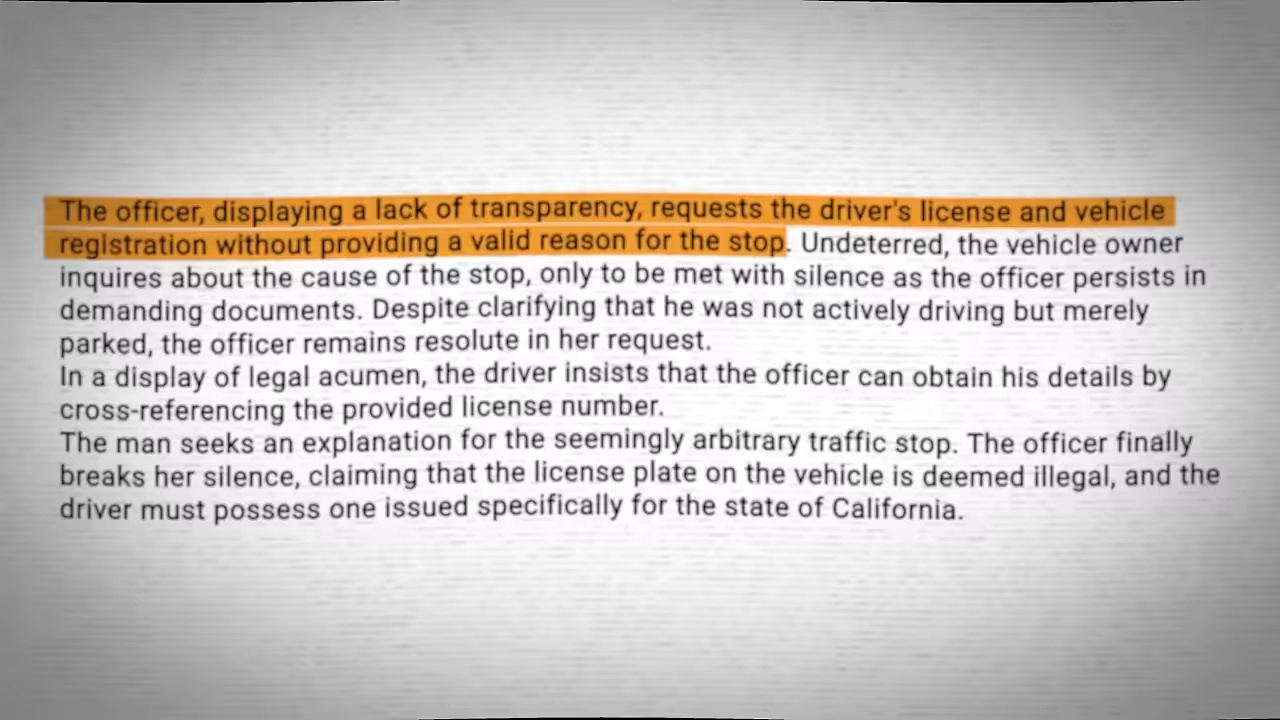 The officer, displaying a lack of transparency, requests the driver's license and vehicle
registration without providing a valid reason for the stop. Undeterred, the vehicle owner
inquires about the cause of the stop, only to be met with silence as the officer persists in
demanding documents. Despite clarifying that he was not actively driving but merely
parked, the officer remains resolute in her request.
In a display of legal acumen, the driver insists that the officer can obtain his details by
cross-referencing the provided license number.
The man seeks an explanation for the seemingly arbitrary traffic stop. The officer finally
breaks her silence, claiming that the license plate on the vehicle is deemed illegal, and the
driver must possess one issued specifically for the state of California.